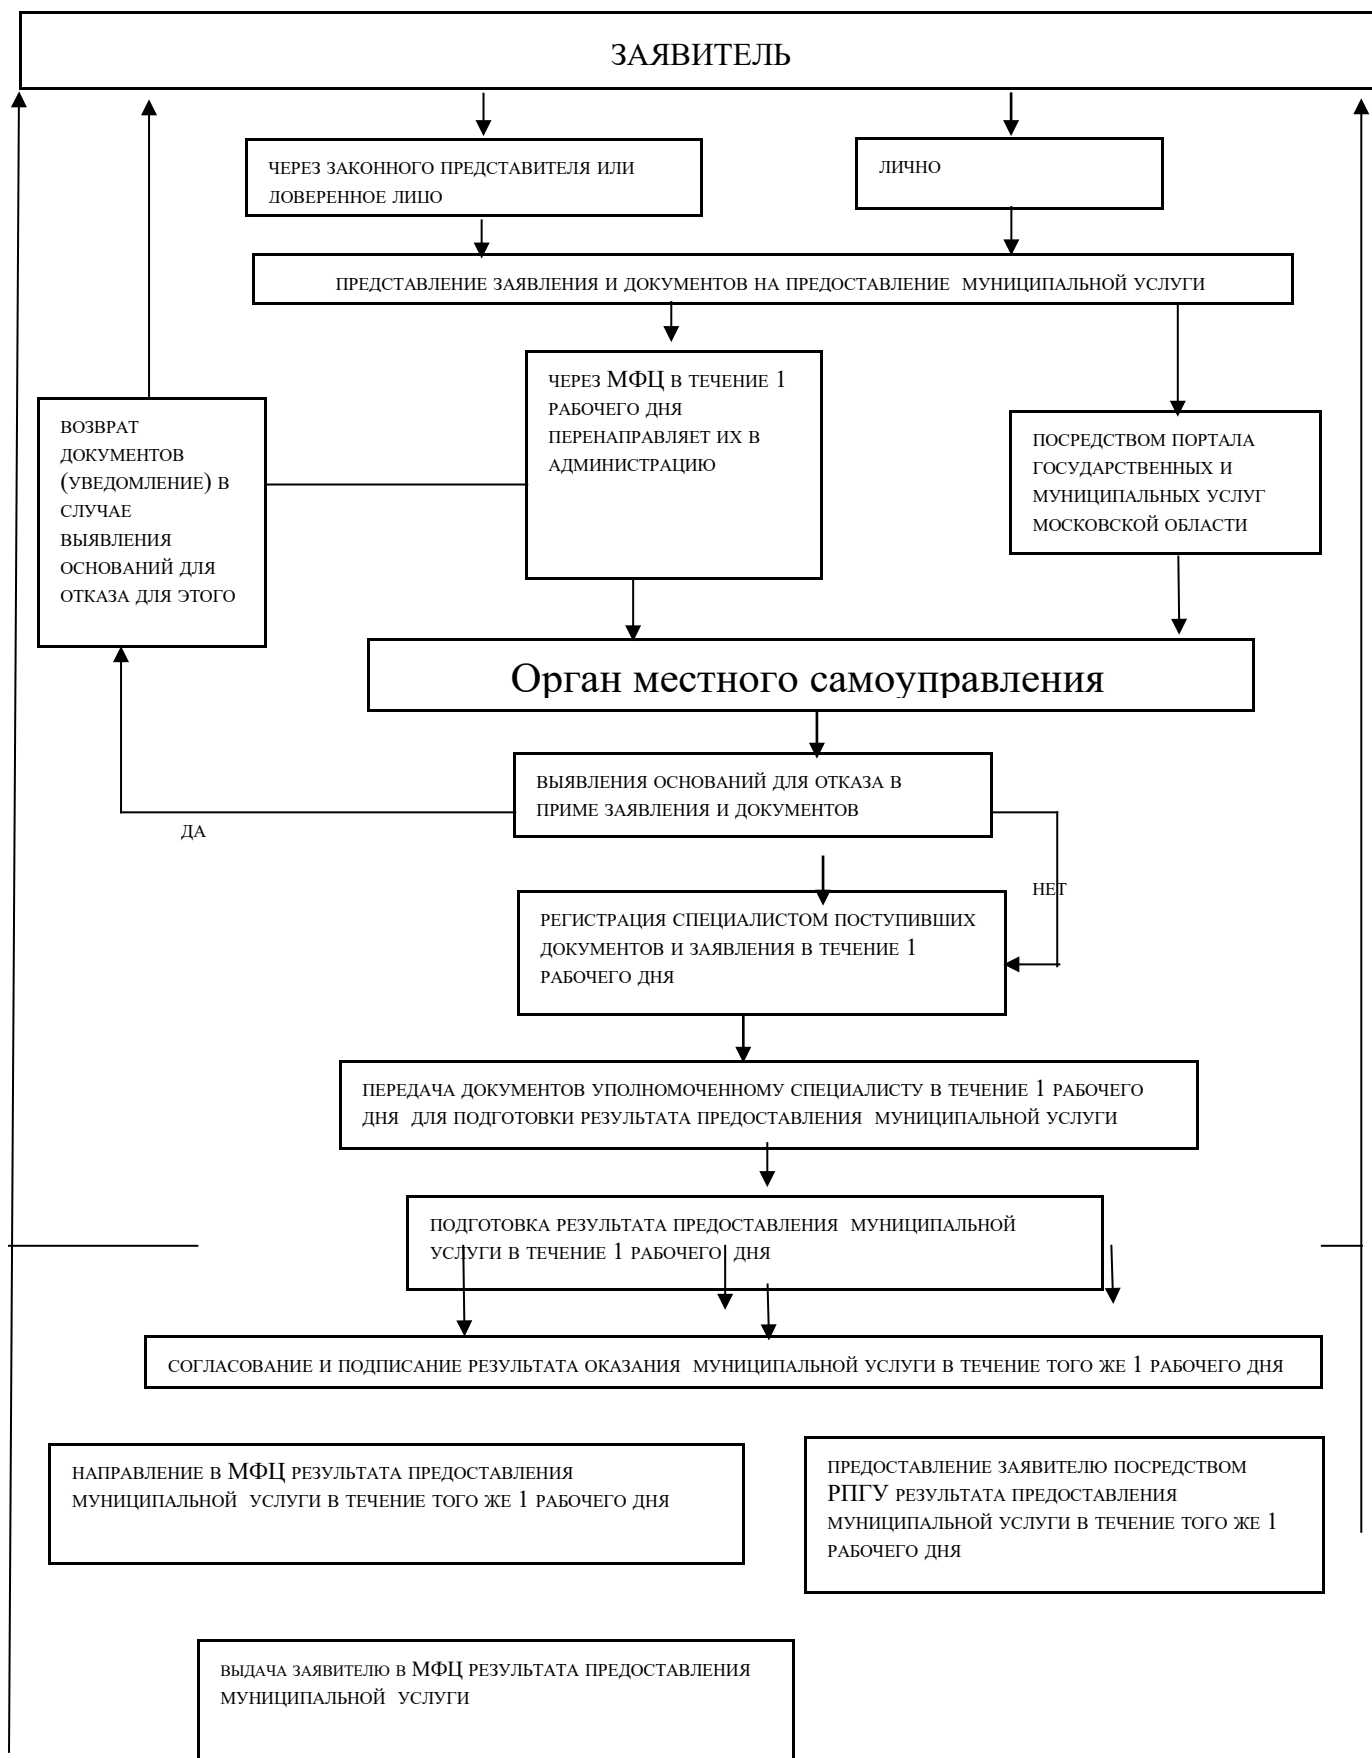 ЗАЯВИТЕЛЬ
ЧЕРЕЗ ЗАКОННОГО ПРЕДСТАВИТЕЛЯ ИЛИ
ДОВЕРЕННОЕ ЛИЦО
ЛИЧНО
ПРЕДСТАВЛЕНИЕ ЗАЯВЛЕНИЯ И ДОКУМЕНТОВ НА ПРЕДОСТАВЛЕНИЕ МУНИЦИПАЛЬНОЙ УСЛУГИ
ЧЕРЕЗ МФЦ В ТЕЧЕНИЕ 1
РАБОЧЕГО ДНЯ
ПЕРЕНАПРАВЛЯЕТ ИХ В
АДМИНИСТРАЦИЮ
ВОЗВРАТ
ДОКУМЕНТОВ
(УВЕДОМЛЕНИЕ) В
СЛУЧАЕ
ВЫЯВЛЕНИЯ
ОСНОВАНИЙ ДЛЯ
ОТКАЗА ДЛЯ ЭТОГО
ПОСРЕДСТВОМ ПОРТАЛА
ГОСУДАРСТВЕННЫХ И
МУНИЦИПАЛЬНЫХ УСЛУГ
МОСКОВСКОЙ ОБЛАСТИ
Орган местного самоуправления
ВЫЯВЛЕНИЯ ОСНОВАНИЙ ДЛЯ ОТКАЗА В
ПРИМЕ ЗАЯВЛЕНИЯ И ДОКУМЕНТОВ
ДА
НЕТ
РЕГИСТРАЦИЯ СПЕЦИАЛИСТОМ ПОСТУПИВШИХ
ДОКУМЕНТОВ И ЗАЯВЛЕНИЯ В ТЕЧЕНИЕ 1
РАБОЧЕГО ДНЯ
ПЕРЕДАЧА ДОКУМЕНТОВ УПОЛНОМОЧЕННОМУ СПЕЦИАЛИСТУ В ТЕЧЕНИЕ 1 РАБОЧЕГО
ДНЯ ДЛЯ ПОДГОТОВКИ РЕЗУЛЬТАТА ПРЕДОСТАВЛЕНИЯ МУНИЦИПАЛЬНОЙ УСЛУГИ
ПОДГОТОВКА РЕЗУЛЬТАТА ПРЕДОСТАВЛЕНИЯ МУНИЦИПАЛЬНОЙ
УСЛУГИ В ТЕЧЕНИЕ 1 РАБОЧЕГО ДНЯ
СОГЛАСОВАНИЕ И ПОДПИСАНИЕ РЕЗУЛЬТАТА ОКАЗАНИЯ МУНИЦИПАЛЬНОЙ УСЛУГИ В ТЕЧЕНИЕ ТОГО ЖЕ 1 РАБОЧЕГО ДНЯ
НАПРАВЛЕНИЕ В МФЦ РЕЗУЛЬТАТА ПРЕДОСТАВЛЕНИЯ
МУНИЦИПАЛЬНОЙ УСЛУГИ В ТЕЧЕНИЕ ТОГО ЖЕ 1 РАБОЧЕГО ДНЯ
ПРЕДОСТАВЛЕНИЕ ЗАЯВИТЕЛЮ ПОСРЕДСТВОМ
РПГУ РЕЗУЛЬТАТА ПРЕДОСТАВЛЕНИЯ
МУНИЦИПАЛЬНОЙ УСЛУГИ В ТЕЧЕНИЕ ТОГО ЖЕ 1
РАБОЧЕГО ДНЯ
ВЫДАЧА ЗАЯВИТЕЛЮ В МФЦ РЕЗУЛЬТАТА ПРЕДОСТАВЛЕНИЯ
МУНИЦИПАЛЬНОЙ УСЛУГИ